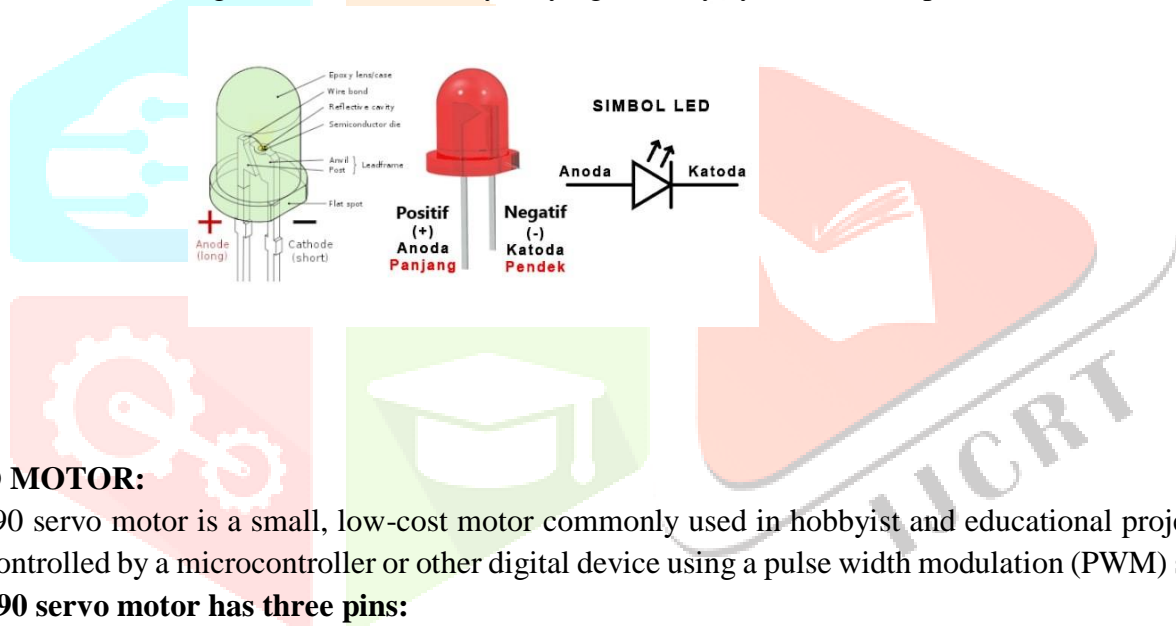 Epoxy lens/case
Wire bond
Reflective cavity
Semiconductor die
Anvil
Post
Leadframe
Flat spot
+
−
Anode
(long)
Cathode
(short)
Positif
(+)
Anoda
Panjang
Negatif
(-)
Katoda
Pendek
SIMBOL LED
Anoda
Katoda
IJCRT
MOTOR:
90 servo motor is a small, low-cost motor commonly used in hobbyist and educational proje
ontrolled by a microcontroller or other digital device using a pulse width modulation (PWM)
90 servo motor has three pins: